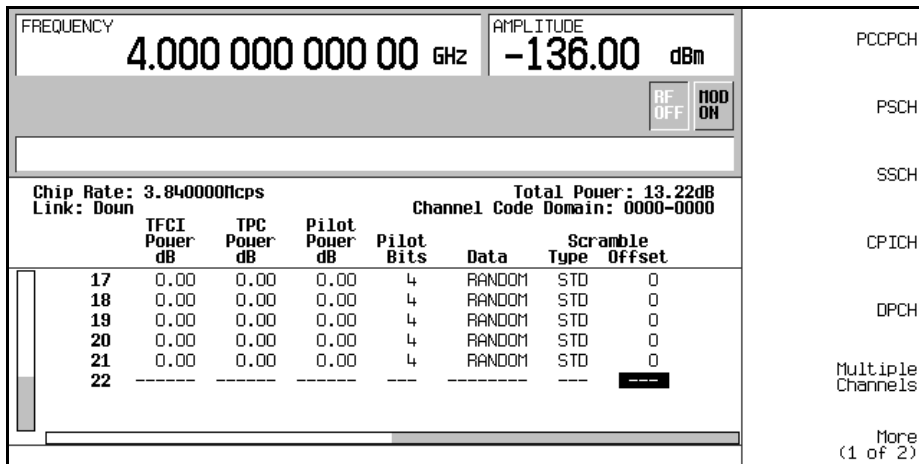 FREQUENCY
4.000 000 000 00 GHz
AMPLITUDE
-136.00 dBm
RF OFF
MOD ON
Chip Rate: 3.840000Mcps
Total Power: 13.22dB
Link: Down
Channel Code Domain: 0000-0000
TFCI TPC Pilot
Power Power Power Pilot Scramble
dB dB dB Bits Data Type Offset
17 0.00 0.00 0.00 4 RANDOM STD 0
18 0.00 0.00 0.00 4 RANDOM STD 0
19 0.00 0.00 0.00 4 RANDOM STD 0
20 0.00 0.00 0.00 4 RANDOM STD 0
21 0.00 0.00 0.00 4 RANDOM STD 0
22 ------ ------ ------ --- -------- --- ---
PCCPCH
PSCH
SSCH
CPICH
DPCH
Multiple
Channels
More
(1 of 2)